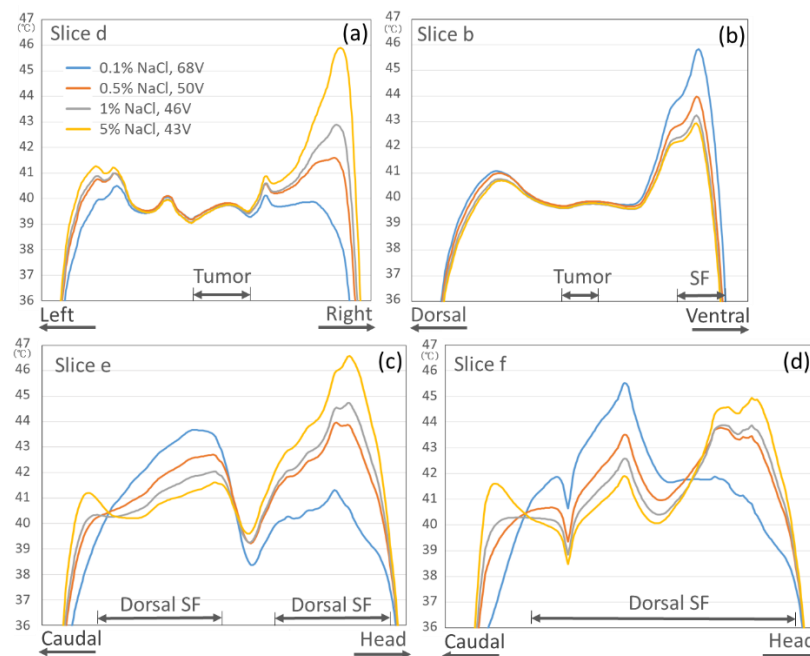 47
(℃)
Slice d
(a)
46
45
44
43
42
41
40
39
38
37
36
0.1% NaCl, 68V
0.5% NaCl, 50V
1% NaCl, 46V
5% NaCl, 43V
Tumor
Left
Right
47
(℃)
Slice b
(b)
46
45
44
43
42
41
40
39
38
37
36
Tumor
SF
Dorsal
Ventral
47
(℃)
Slice e
(c)
46
45
44
43
42
41
40
39
38
37
36
Dorsal SF
Dorsal SF
Caudal
Head
47
(℃)
Slice f
(d)
46
45
44
43
42
41
40
39
38
37
36
Dorsal SF
Caudal
Head